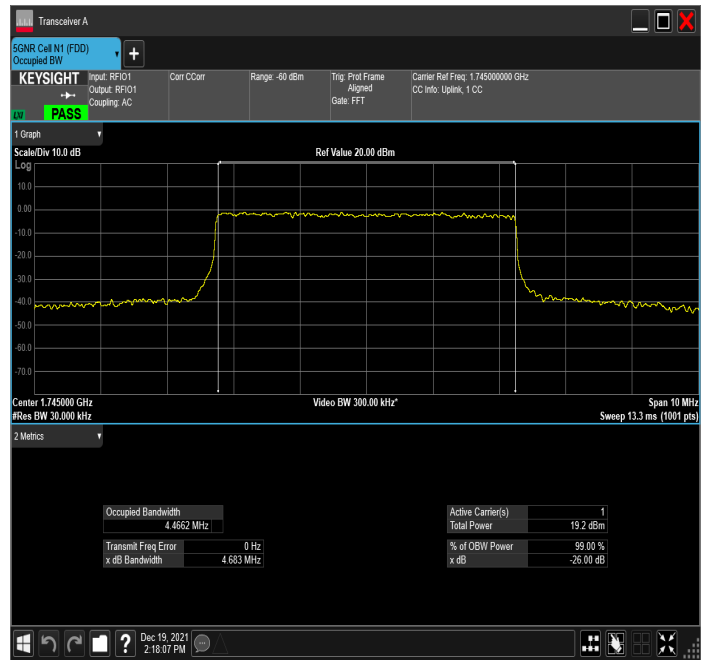 Transceiver A
5GNR Cell N1 (FDD)
Occupied BW
+
KEYSIGHT
LXI
PASS
Input: RFIO1
Output: RFIO1
Coupling: AC
Corr CCorr
Range: -60 dBm
Trig: Prot Frame
Aligned
Gate: FFT
Carrier Ref Freq: 1.745000000 GHz
CC Info: Uplink, 1 CC
1 Graph
Scale/Div 10.0 dB
Ref Value 20.00 dBm
Log
10.0
0.00
-10.0
-20.0
-30.0
-40.0
-50.0
-60.0
-70.0
Center 1.745000 GHz
Video BW 300.00 kHz*
Span 10 MHz
#Res BW 30.000 kHz
Sweep 13.3 ms (1001 pts)
2 Metrics
Occupied Bandwidth
4.4662 MHz
Transmit Freq Error 0 Hz
x dB Bandwidth 4.683 MHz
Active Carrier(s) 1
Total Power 19.2 dBm
% of OBW Power 99.00 %
x dB -26.00 dB
?
Dec 19, 2021
2:18:07 PM